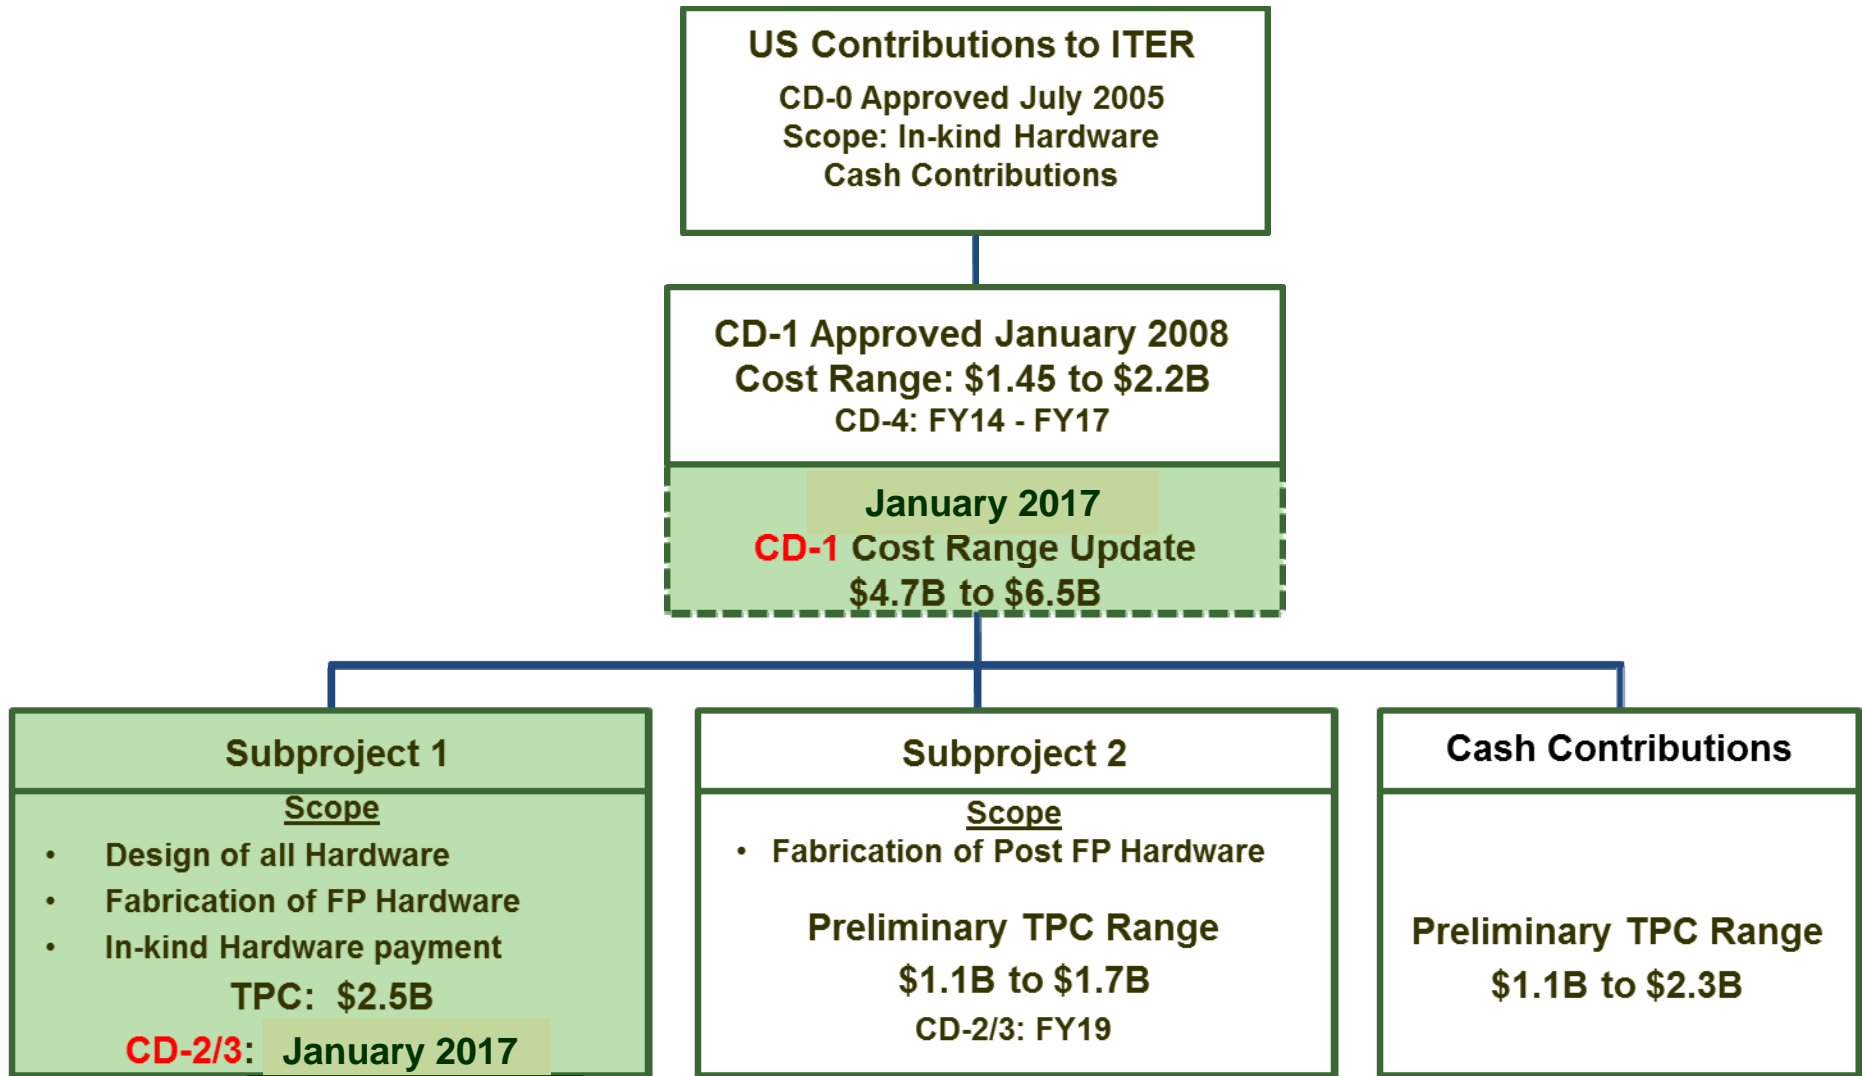 US Contributions to ITER
CD-0 Approved July 2005
Scope: In-kind Hardware
Cash Contributions
CD-1 Approved January 2008
Cost Range: $1.45 to $2.2B
CD-4: FY14 - FY17
January 2017
CD-1 Cost Range Update
$4.7B to $6.5B
Subproject 1
Scope
• Design of all Hardware
• Fabrication of FP Hardware
• In-kind Hardware payment
TPC: $2.5B
CD-2/3: January 2017
Subproject 2
Scope
• Fabrication of Post FP Hardware
Preliminary TPC Range
$1.1B to $1.7B
CD-2/3: FY19
Cash Contributions
Preliminary TPC Range
$1.1B to $2.3B